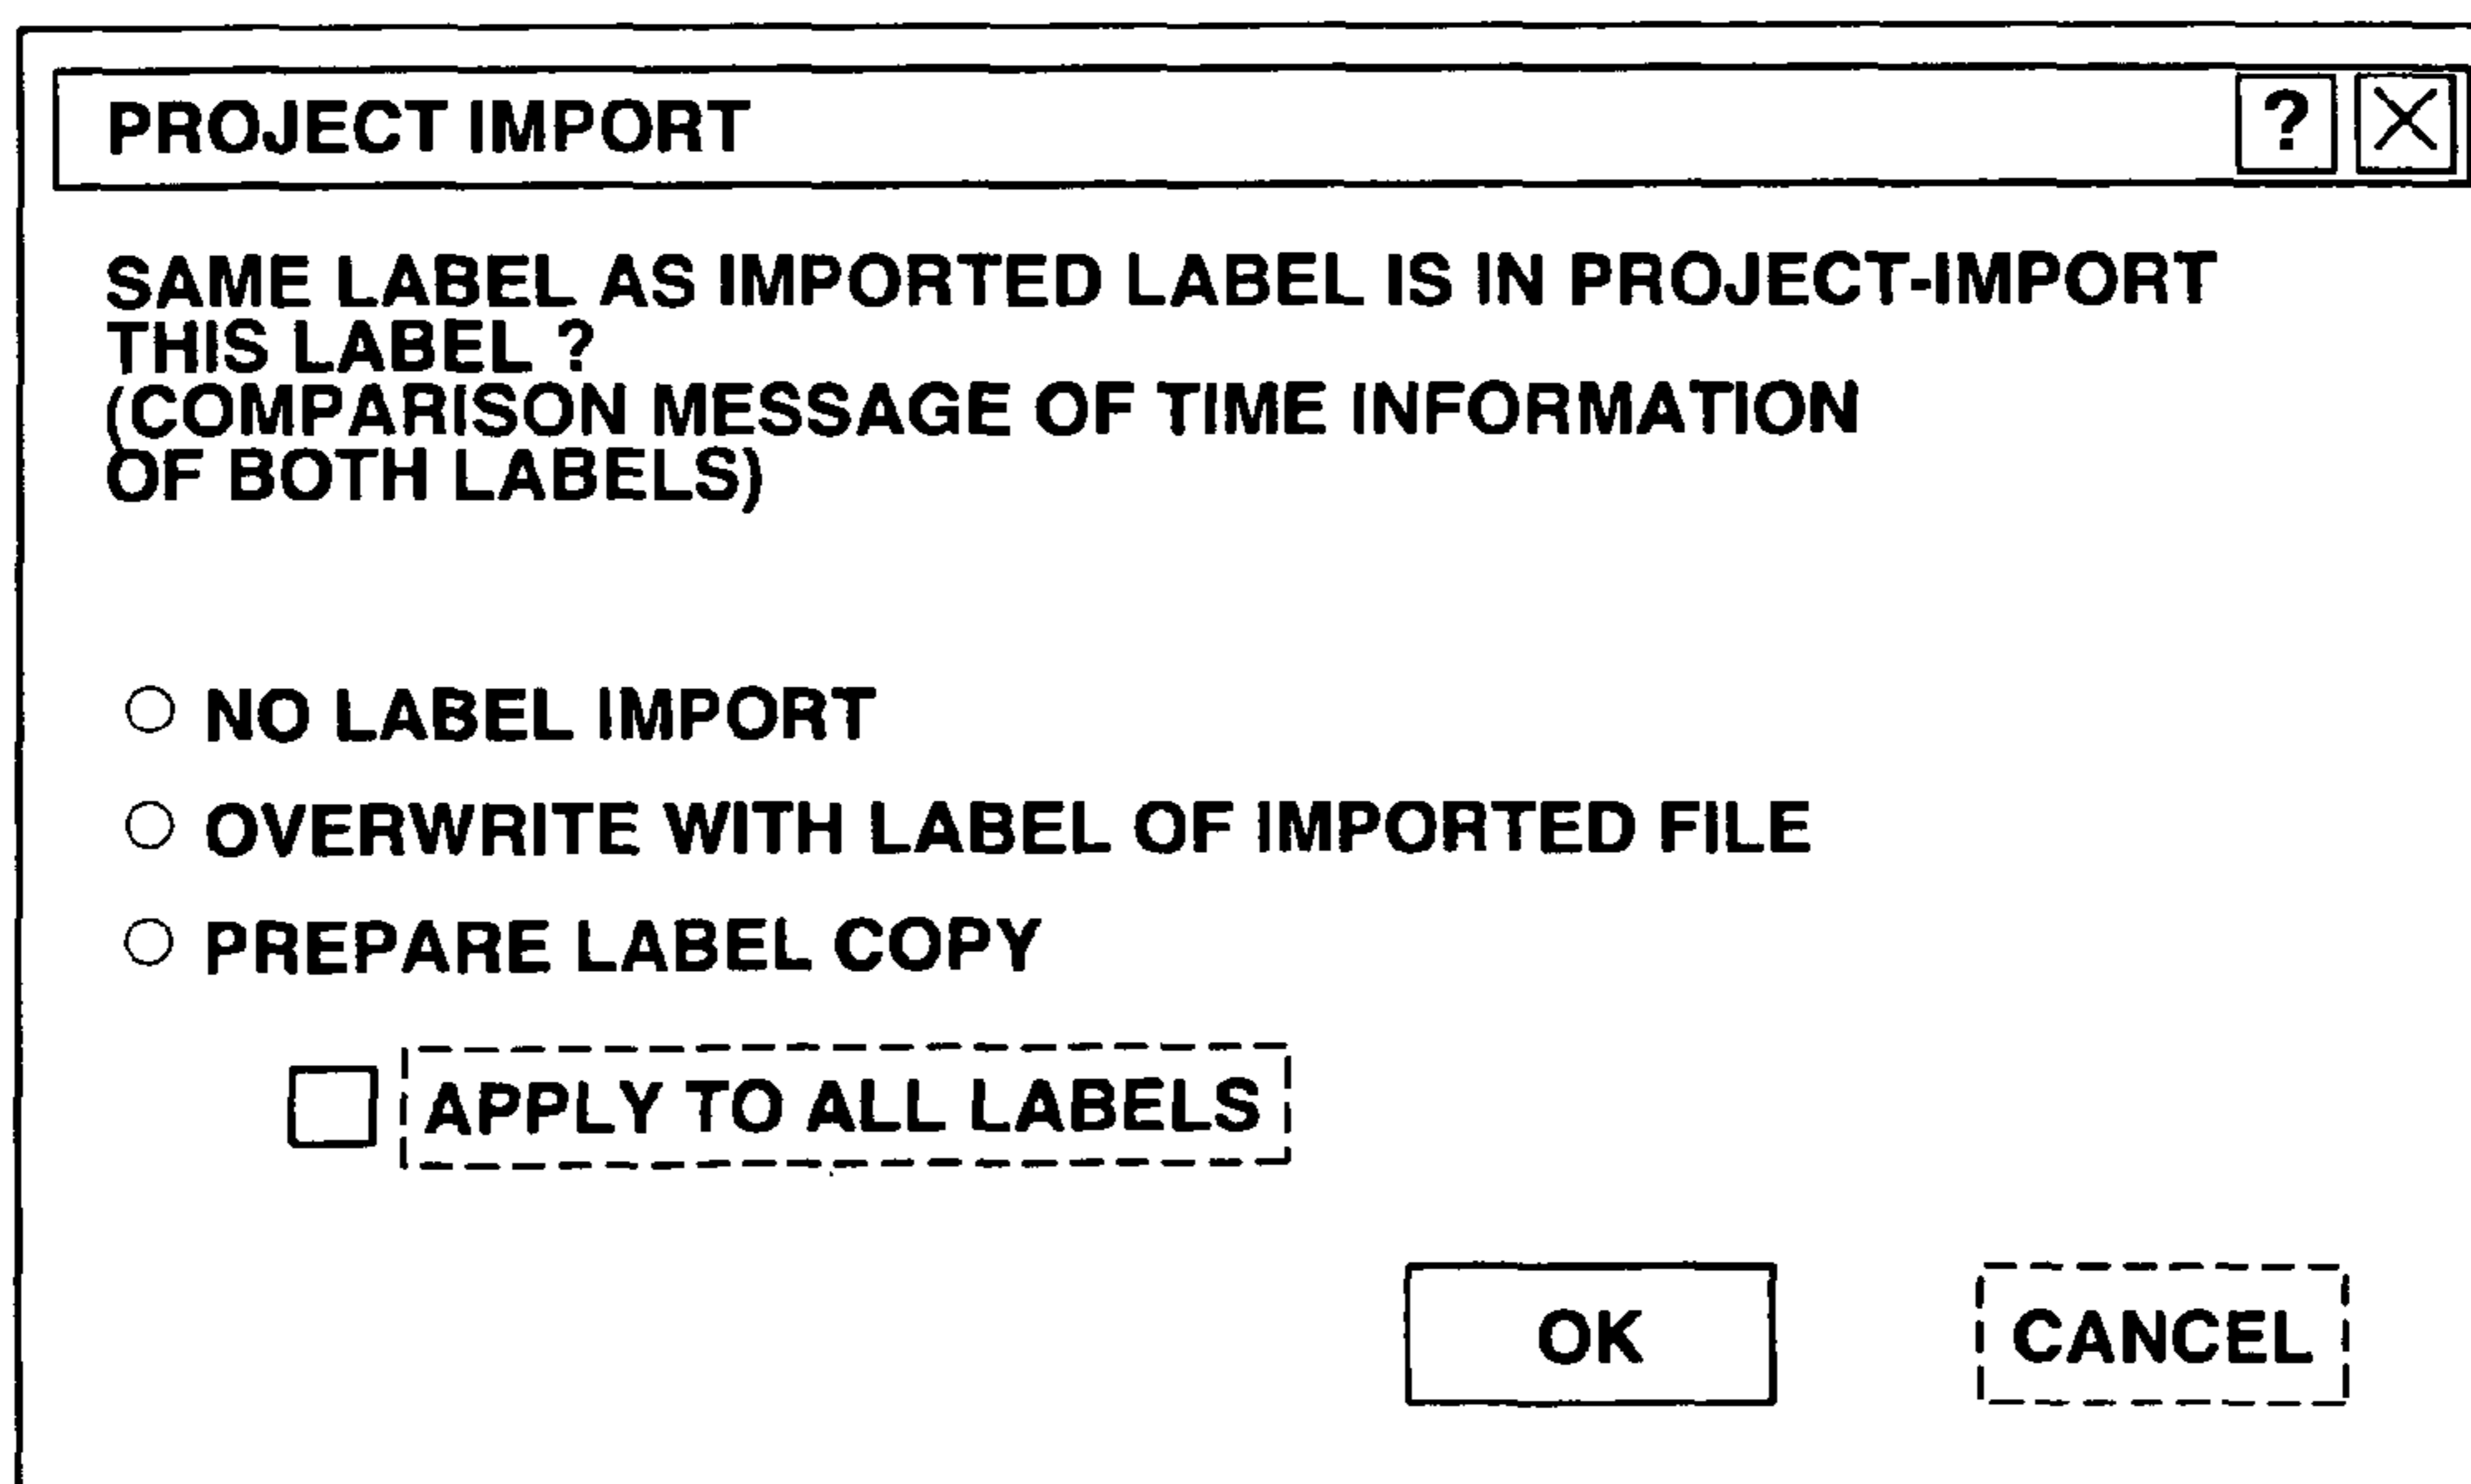 PROJECT IMPORT ? X
SAME LABEL AS IMPORTED LABEL IS IN PROJECT-IMPORT
THIS LABEL ?
(COMPARISON MESSAGE OF TIME INFORMATION
OF BOTH LABELS)
NO LABEL IMPORT
OVERWRITE WITH LABEL OF IMPORTED FILE
PREPARE LABEL COPY
APPLY TO ALL LABELS
OK CANCEL